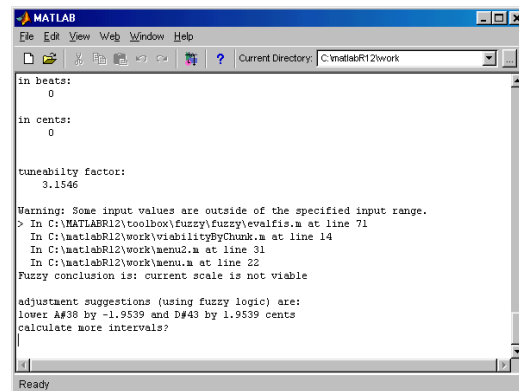 MATLAB
File Edit View Web Window Help
? Current Directory: C:\matlabR12\work ...
in beats:
0
in cents:
0
tuneabilty factor:
3.1546
Warning: Some input values are outside of the specified input range.
> In C:\MATLABR12\toolbox\fuzzy\fuzzy\evalfis.m at line 71
In C:\matlabR12\work\viabilityByChunk.m at line 14
In C:\matlabR12\work\menu2.m at line 31
In C:\matlabR12\work\menu.m at line 22
Fuzzy conclusion is: current scale is not viable
adjustment suggestions (using fuzzy logic) are:
lower A#38 by -1.9539 and D#43 by 1.9539 cents
calculate more intervals?
Ready